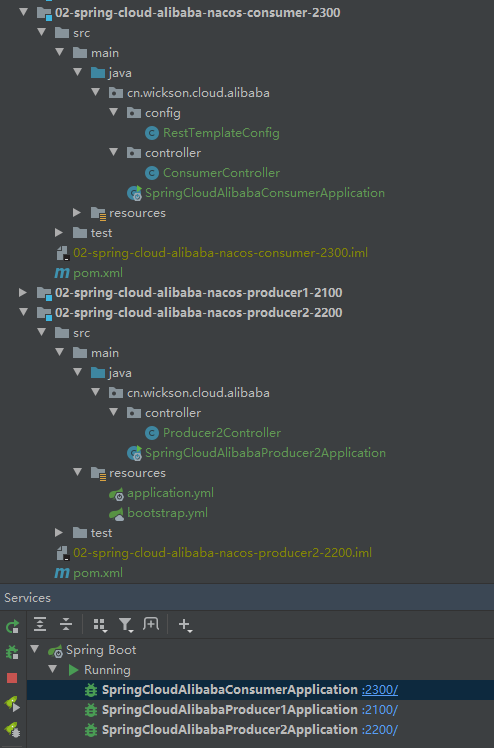 02-spring-cloud-alibaba-nacos-consumer-2300
src
main
java
cn.wickson.cloud.alibaba
config
RestTemplateConfig
controller
ConsumerController
SpringCloudAlibabaConsumerApplication
resources
test
02-spring-cloud-alibaba-nacos-consumer-2300.iml
pom.xml
02-spring-cloud-alibaba-nacos-producer1-2100
02-spring-cloud-alibaba-nacos-producer2-2200
src
main
java
cn.wickson.cloud.alibaba
controller
Producer2Controller
SpringCloudAlibabaProducer2Application
resources
application.yml
bootstrap.yml
test
02-spring-cloud-alibaba-nacos-producer2-2200.iml
pom.xml
Services
Spring Boot
Running
SpringCloudAlibabaConsumerApplication :2300/
SpringCloudAlibabaProducer1Application :2100/
SpringCloudAlibabaProducer2Application :2200/